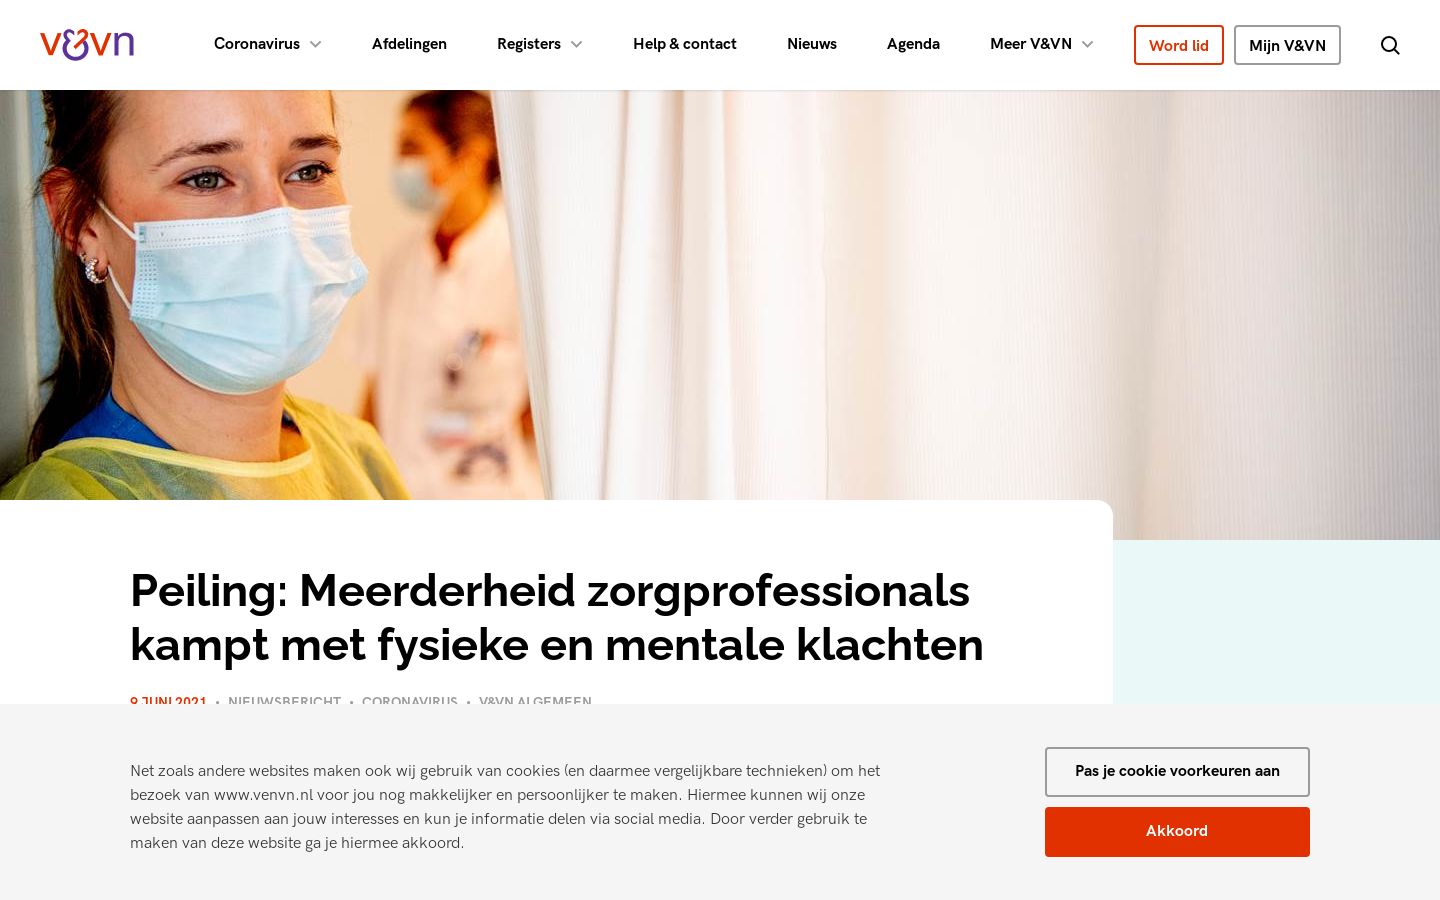 v&vn
Coronavirus
Afdelingen
Registers
Help & contact
Nieuws
Agenda
Meer V&VN
Word lid
Mijn V&VN
Peiling: Meerderheid zorgprofessionals
kampt met fysieke en mentale klachten
9 JUNI 2021 • NIEUWSBERICHT • CORONAVIRUS • V&VN ALGEMEEN
Net zoals andere websites maken ook wij gebruik van cookies (en daarmee vergelijkbare technieken) om het
bezoek van www.venvn.nl voor jou nog makkelijker en persoonlijker te maken. Hiermee kunnen wij onze
website aanpassen aan jouw interesses en kun je informatie delen via social media. Door verder gebruik te
maken van deze website ga je hiermee akkoord.
Pas je cookie voorkeuren aan
Akkoord